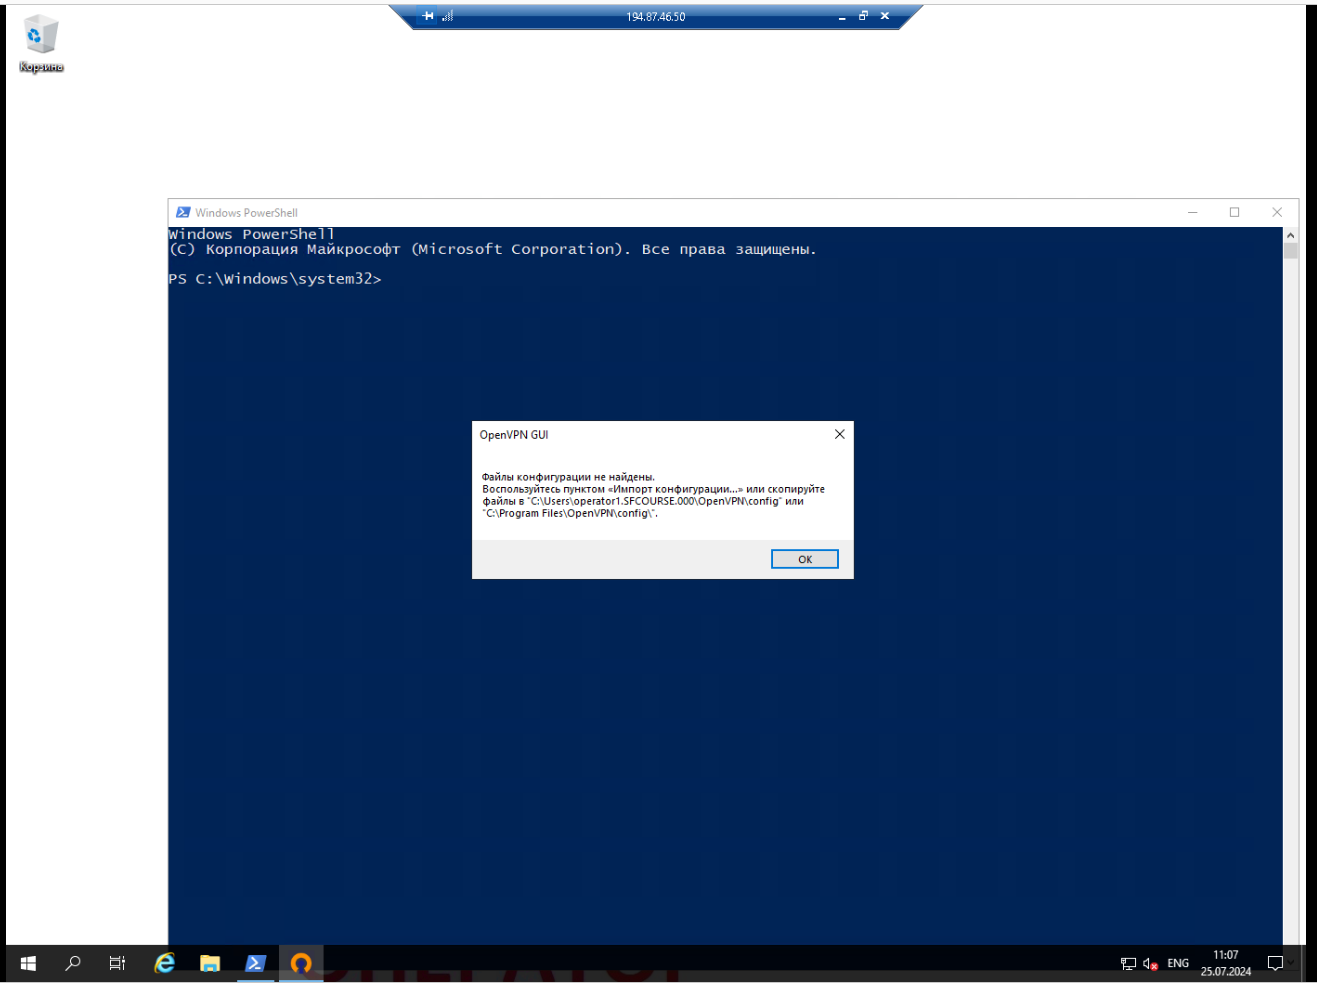 194.87.46.50
Корзина
Windows PowerShell
Windows PowerShell
(C) Корпорация Майкрософт (Microsoft Corporation). Все права защищены.
PS C:\Windows\system32>
OpenVPN GUI
Файлы конфигурации не найдены.
Воспользуйтесь пунктом «Импорт конфигурации...» или скопируйте
файлы в "C:\Users\operator1.SFCOURSE.000\OpenVPN\config" или
"C:\Program Files\OpenVPN\config\".
OK
ENG
11:07
25.07.2024